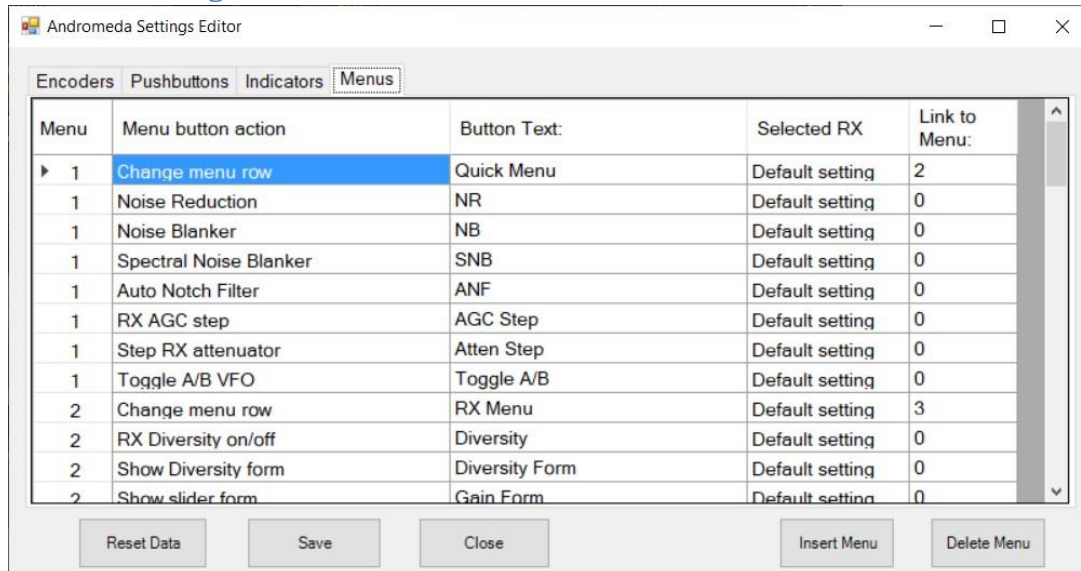 Andromeda Settings Editor
Encoders Pushbuttons Indicators Menus
Menu Menu button action Button Text: Selected RX Link to Menu:
1 Change menu row Quick Menu Default setting 2
1 Noise Reduction NR Default setting 0
1 Noise Blanker NB Default setting 0
1 Spectral Noise Blanker SNB Default setting 0
1 Auto Notch Filter ANF Default setting 0
1 RX AGC step AGC Step Default setting 0
1 Step RX attenuator Atten Step Default setting 0
1 Toggle A/B VFO Toggle A/B Default setting 0
2 Change menu row RX Menu Default setting 3
2 RX Diversity on/off Diversity Default setting 0
2 Show Diversity form Diversity Form Default setting 0
2 Show slider form Gain Form Default setting 0
Reset Data Save Close Insert Menu Delete Menu